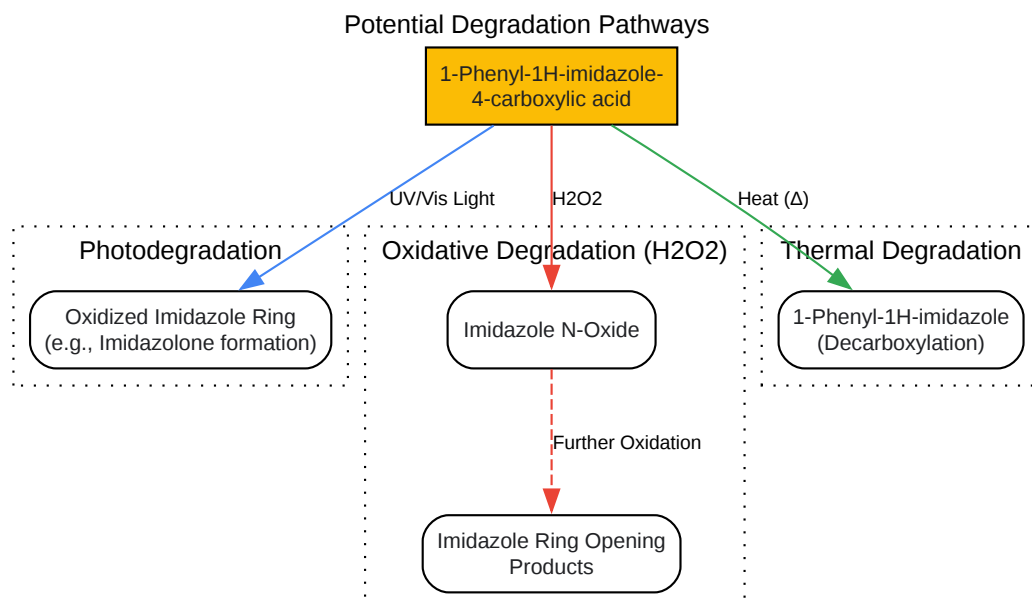 Potential Degradation Pathways
1-Phenyl-1H-imidazole-
4-carboxylic acid
UV/Vis Light
H2O2
Heat (Δ)
Photodegradation
Oxidative Degradation (H2O2)
Thermal Degradation
Oxidized Imidazole Ring
(e.g., Imidazolone formation)
Imidazole N-Oxide
1-Phenyl-1H-imidazole
(Decarboxylation)
Further Oxidation
Imidazole Ring Opening
Products